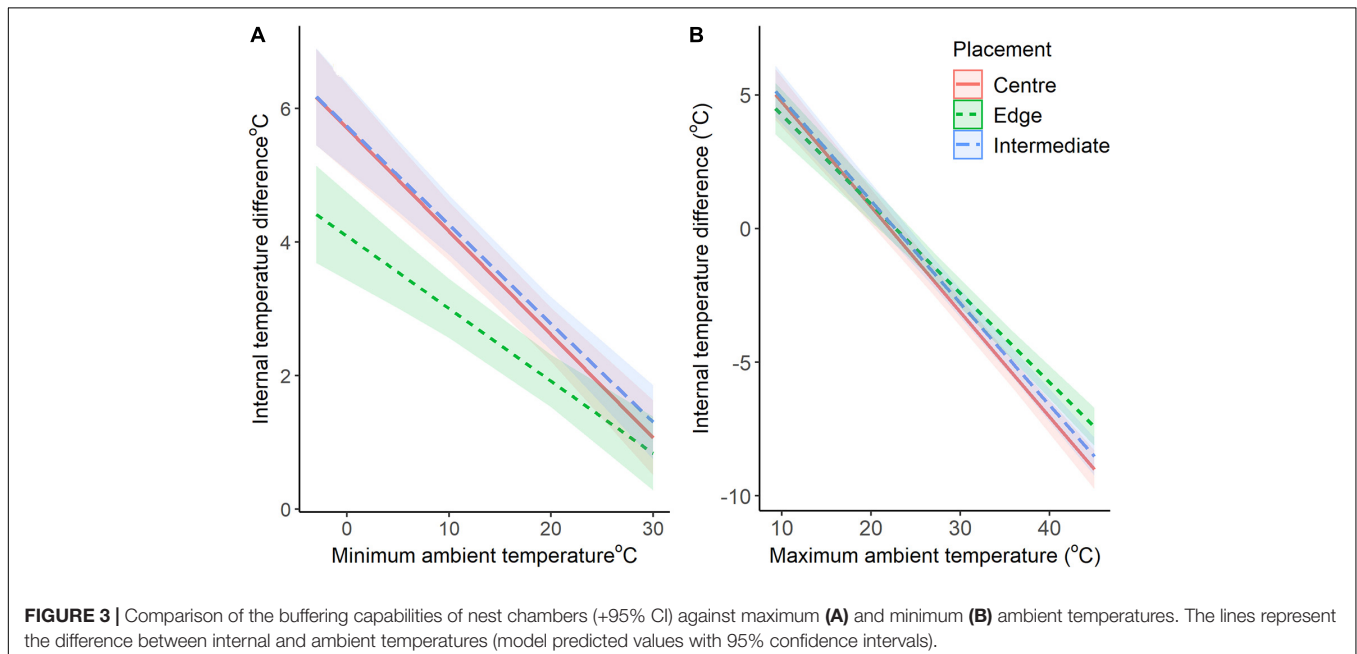 A
B
Placement
Centre
Edge
Intermediate
Internal temperature difference°C
6
4
2
0
0
10
20
30
Minimum ambient temperature°C
Internal temperature difference (°C)
5
0
-5
-10
10
20
30
40
Maximum ambient temperature (°C)
FIGURE 3 | Comparison of the buffering capabilities of nest chambers (+95% CI) against maximum (A) and minimum (B) ambient temperatures. The lines represent
the difference between internal and ambient temperatures (model predicted values with 95% confidence intervals).